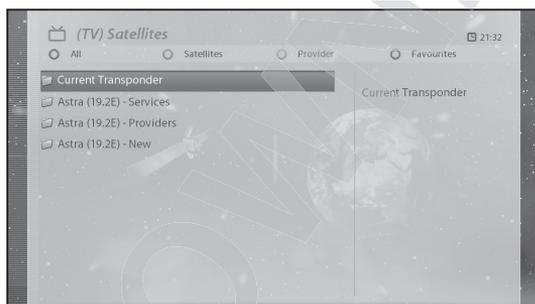 (TV) Satellites
21:32
All Satellites Provider Favourites
Current Transponder
Current Transponder
Astra (19.2E) - Services
Astra (19.2E) - Providers
Astra (19.2E) - New